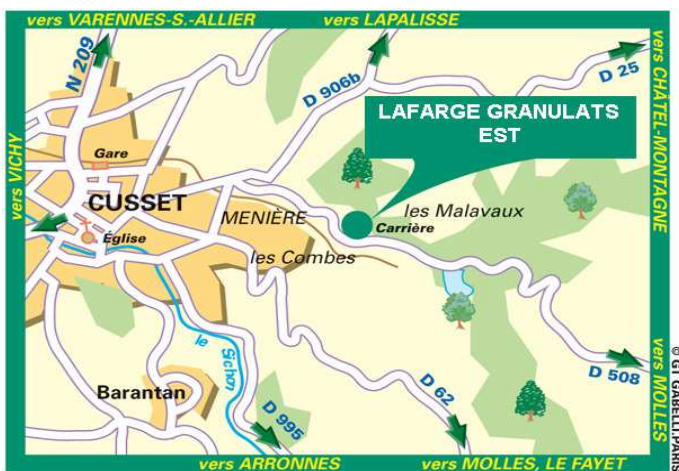 vers VARENNES-S.-ALLIER
vers LAPALISSE
N 209
D 906b
D 25
vers CHÂTEL-MONTAGNE
LAFARGE GRANULATS
EST
vers VICHY
Gare
CUSSET
MENIÈRE
les Malavaux
Carrière
Église
les Combes
le Sichon
Barantan
D 995
D 62
D 508
vers MOLLES
vers ARRONNES
vers MOLLES, LE FAYET
© GT GABELLI.PARIS